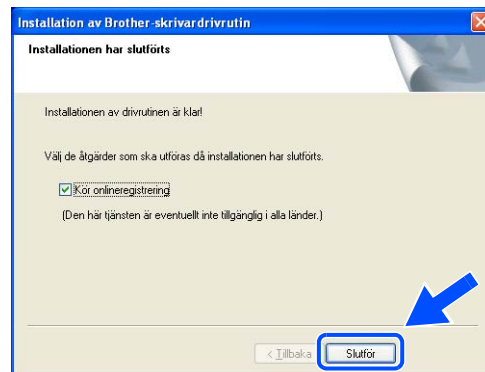 Installation av Brother-skrivardrivrutin
Installationen har slutförts
Installationen av drivrutinen är klar!
Välj de åtgärder som ska utföras då installationen har slutförts.
Kör onlineregistrering
(Den här tjänsten är eventuellt inte tillgänglig i alla länder.)
< Tillbaka
Slutför